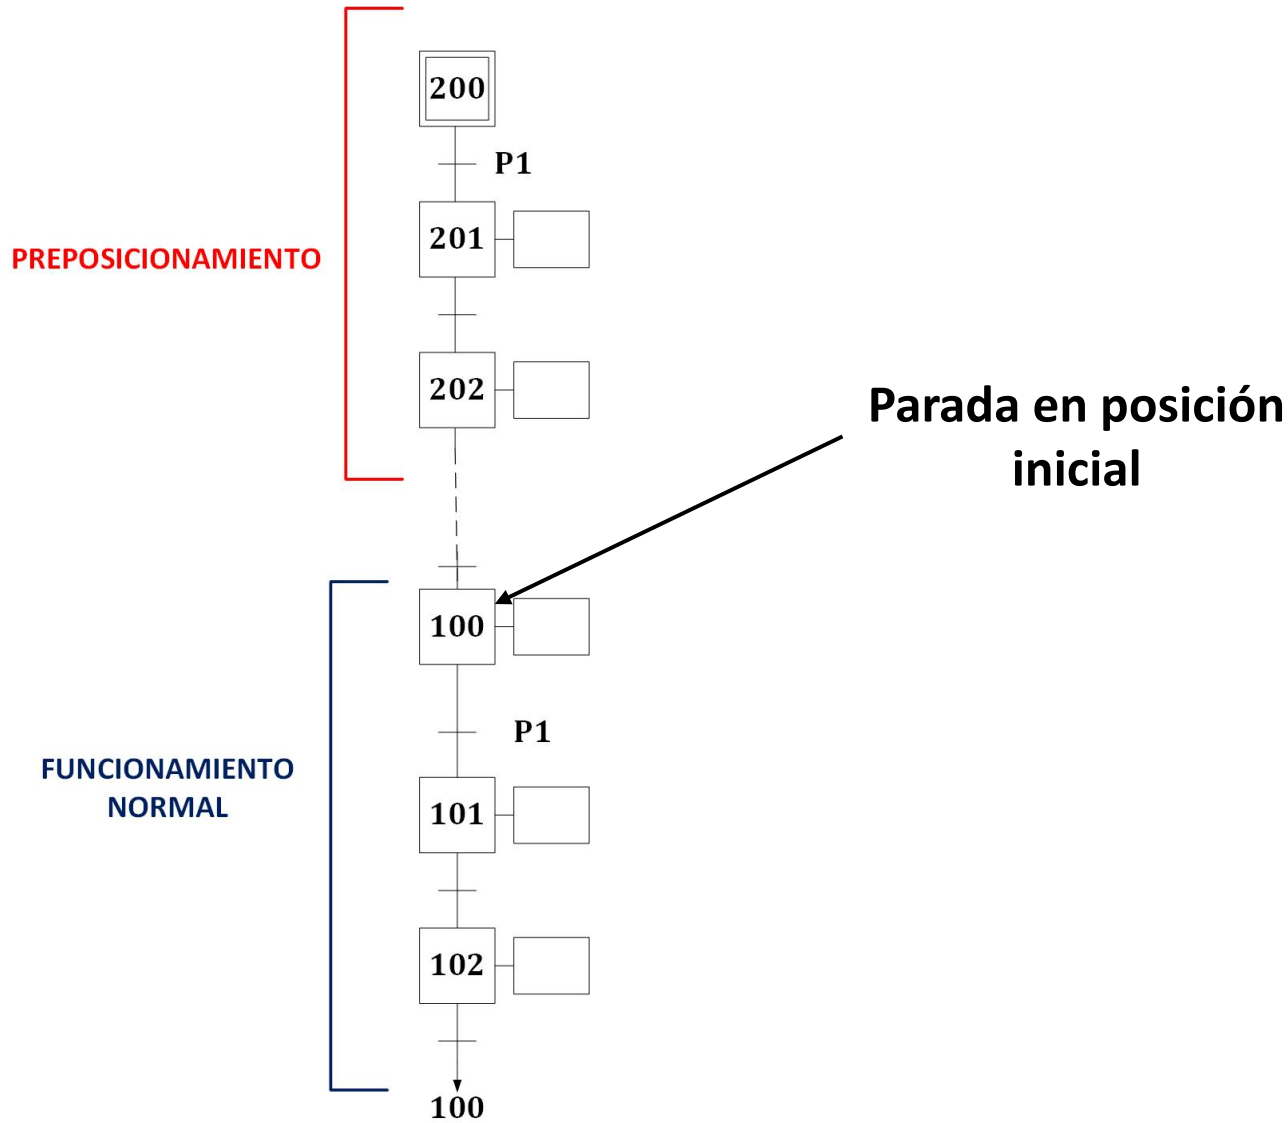 200
P1
201
PREPOSICIONAMIENTO
202
Parada en posición
inicial
100
P1
FUNCIONAMIENTO
NORMAL
101
102
100